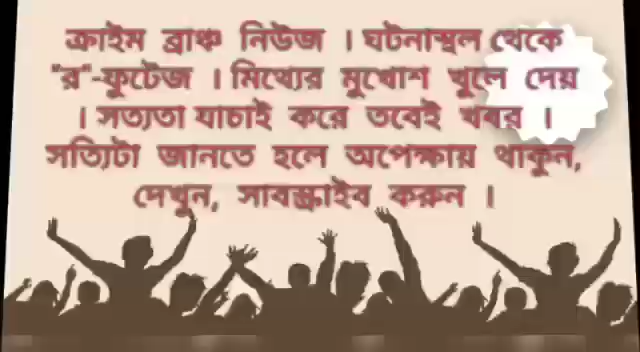 ক্রাইম ব্রাঞ্চ নিউজ । ঘটনাস্থল থেকে
"র"-ফুটেজ । মিথ্যের মুখোশ খুলে দেয়
। সত্যতা যাচাই করে তবেই খবর ।
সত্যিটা জানতে হলে অপেক্ষায় থাকুন,
দেখুন, সাবস্ক্রাইব করুন ।